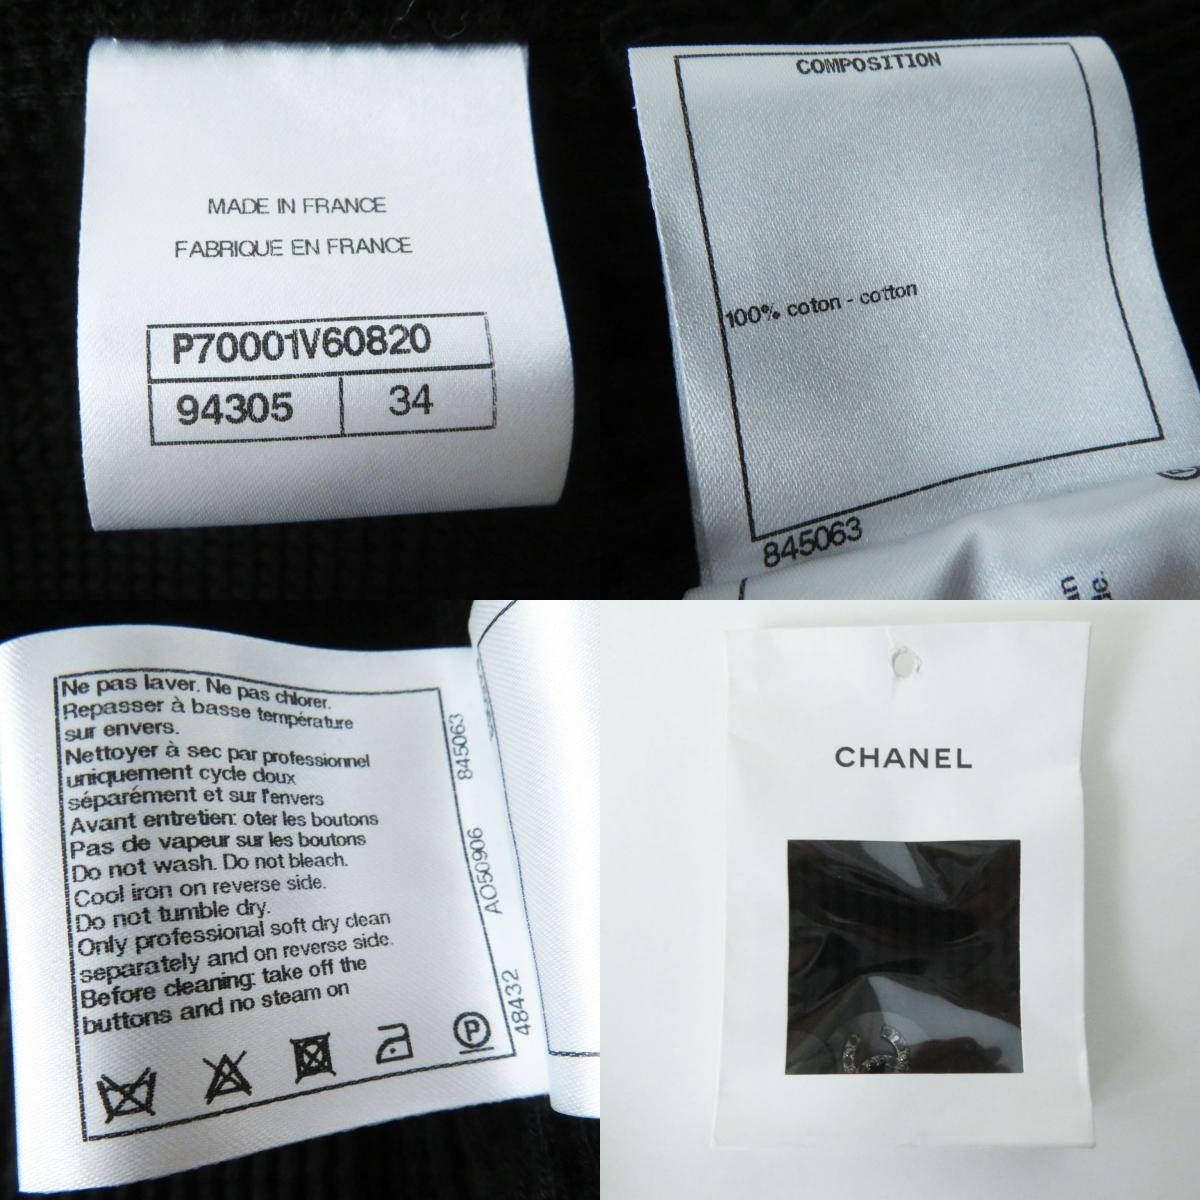 MADE IN FRANCE
FABRIQUE EN FRANCE
P70001V60820
94305 34
COMPOSITION
100% coton - cotton
845063
Ne pas laver. Ne pas chlorer.
Repasser à basse température
sur envers.
Nettoyer à sec par professionnel
uniquement cycle doux
séparément et sur l'envers
Avant entretien: oter les boutons
Pas de vapeur sur les boutons
Do not wash. Do not bleach.
Cool iron on reverse side.
Do not tumble dry.
Only professional soft dry clean
separately and on reverse side.
Before cleaning: take off the
buttons and no steam on
P
48432 AO50906 845063
CHANEL